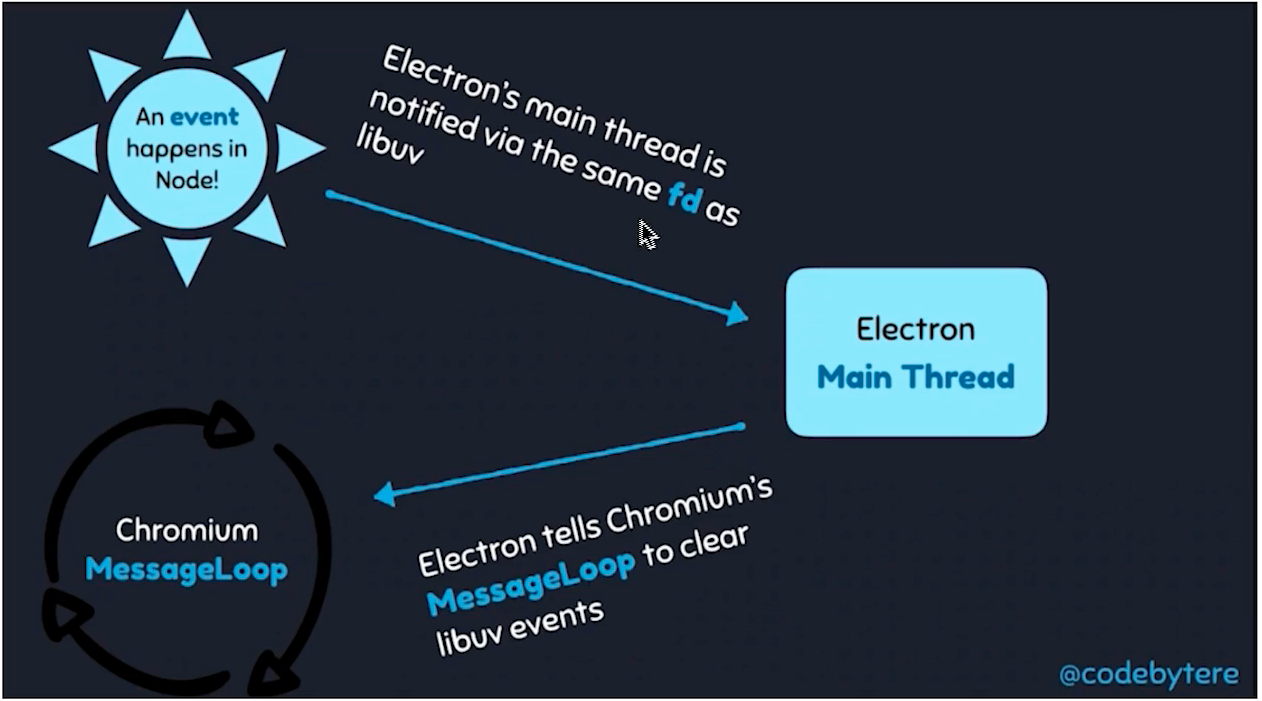 An event
happens in
Node!
Electron's main thread is
notified via the same fd as
libuv
Electron
Main Thread
Chromium
MessageLoop
Electron tells Chromium's
MessageLoop to clear
libuv events
@codebytere